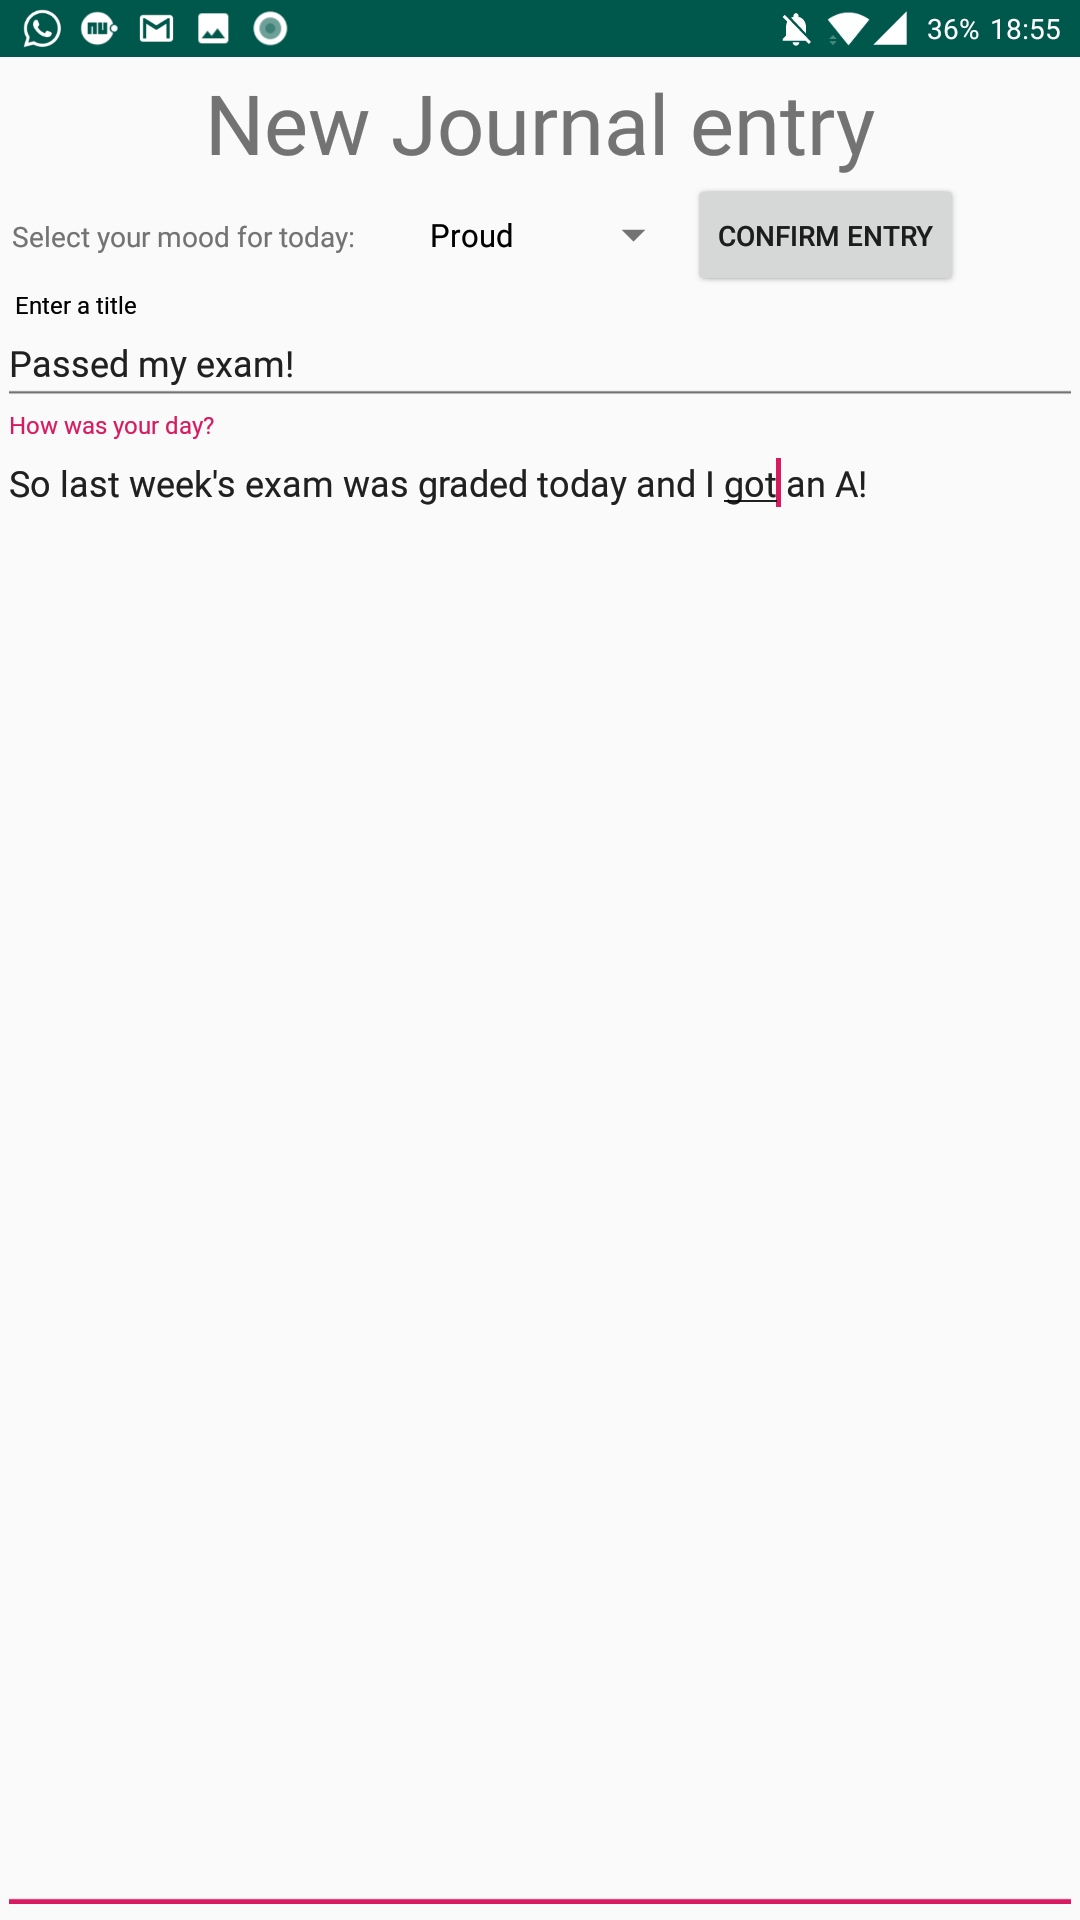 nu 36% 18:55
New Journal entry
Select your mood for today: Proud CONFIRM ENTRY
Enter a title
Passed my exam!
How was your day?
So last week's exam was graded today and I got an A!